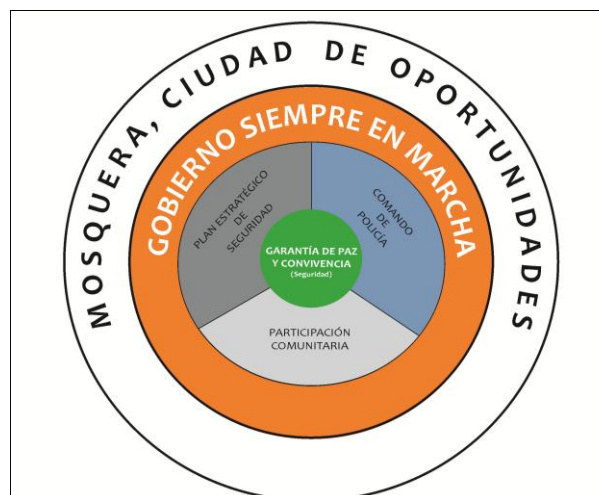 MOSQUERA, CIUDAD DE OPORTUNIDADES
GOBIERNO SIEMPRE EN MARCHA
PLAN ESTRATÉGICO
DE
SEGURIDAD
COMANDO
DE
POLICÍA
GARANTÍA DE PAZ
Y CONVIVENCIA
(Seguridad)
PARTICIPACIÓN
COMUNITARIA